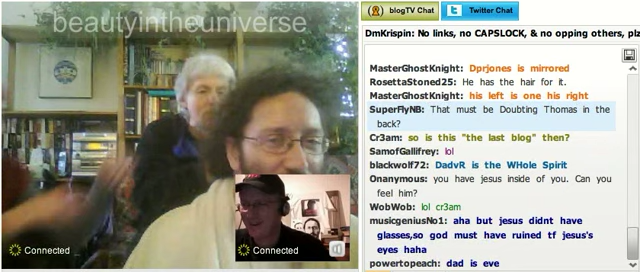 beautyintheuniverse
Connected
Connected
blogTV Chat
Twitter Chat
DmKrispin: No links, no CAPSLOCK, & no opping others, plz
MasterGhostKnight: Dprjones is mirrored
RosettaStoned25: He has the hair for it.
MasterGhostKnight: his left is one his right
SuperFlyNB: That must be Doubting Thomas in the
back?
Cr3am: so is this "the last blog" then?
SamofGallifrey: lol
blackwolf72: DadvR is the WHole Spirit
Onanymous: you have jesus inside of you. Can you
feel him?
WobWob: lol cr3am
musicgeniusNo1: aha but jesus didnt have
glasses,so god must have ruined tf jesus's
eyes haha
powertopeach: dad is eve